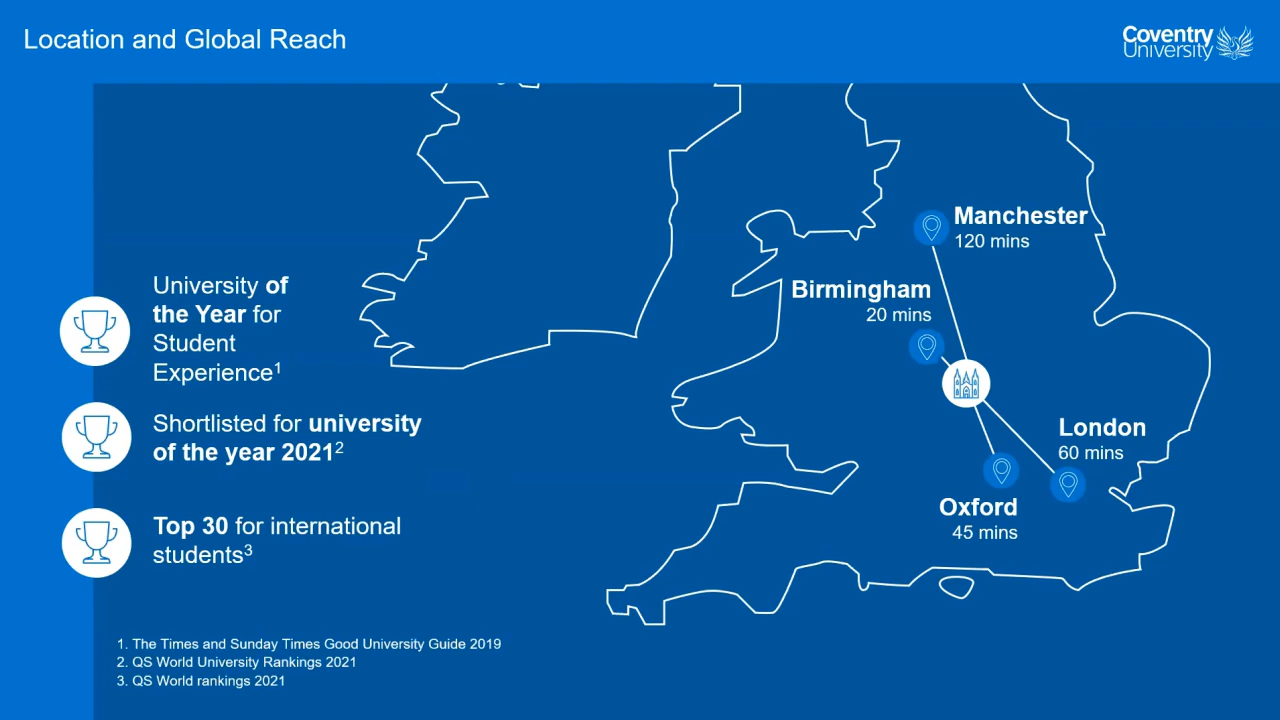 Location and Global Reach
Coventry
University
Manchester
120 mins
Birmingham
20 mins
London
60 mins
Oxford
45 mins
University of
the Year for
Student
Experience¹
Shortlisted for university
of the year 2021²
Top 30 for international
students³
1. The Times and Sunday Times Good University Guide 2019
2. QS World University Rankings 2021
3. QS World rankings 2021